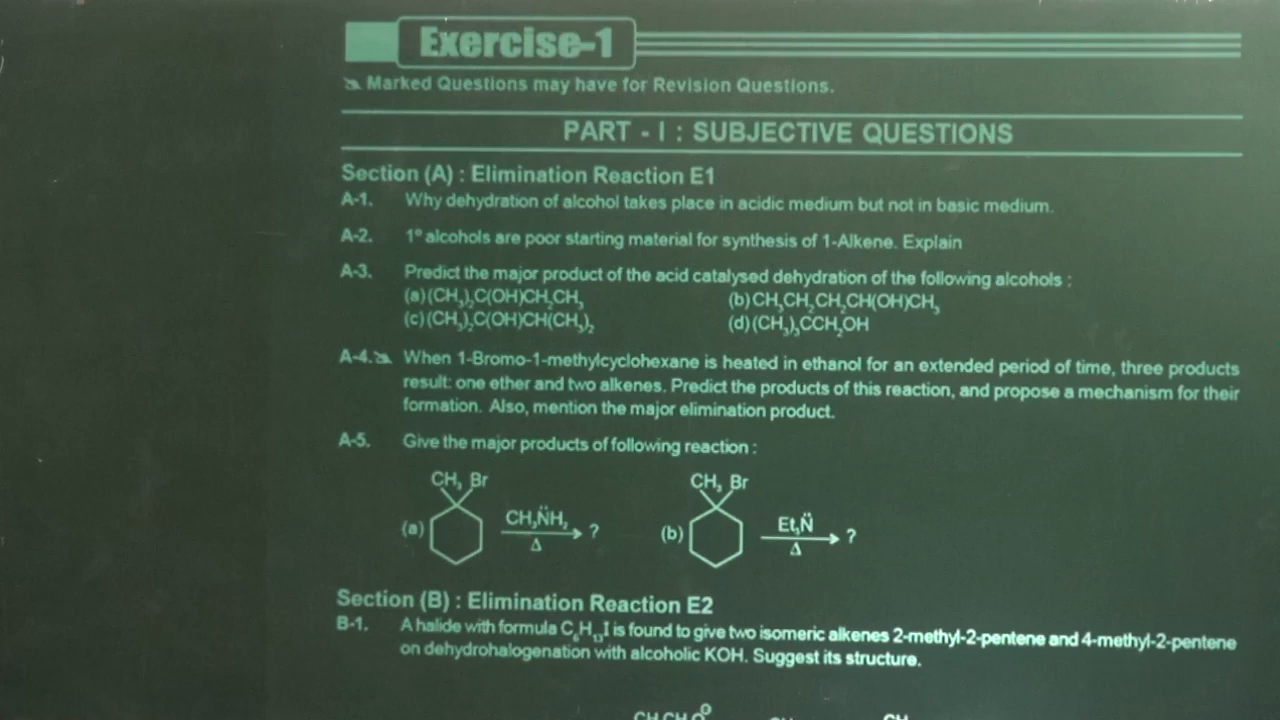 Exercise-1
Marked Questions may have for Revision Questions.
PART - I : SUBJECTIVE QUESTIONS
Section (A) : Elimination Reaction E1
A-1. Why dehydration of alcohol takes place in acidic medium but not in basic medium.
A-2. 1° alcohols are poor starting material for synthesis of 1-Alkene. Explain
A-3. Predict the major product of the acid catalysed dehydration of the following alcohols :
(a) (CH₃)₂C(OH)CH₂CH₃ (b) CH₃CH₂CH₂CH(OH)CH₃
(c) (CH₃)₂C(OH)CH(CH₃)₂ (d) (CH₃)₃CCH₂OH
A-4. When 1-Bromo-1-methylcyclohexane is heated in ethanol for an extended period of time, three products
result: one ether and two alkenes. Predict the products of this reaction, and propose a mechanism for their
formation. Also, mention the major elimination product.
A-5. Give the major products of following reaction :
CH₃ Br CH₃ Br
(a) CH₃N̈H₂ Δ ? (b) Et₃N̈ Δ ?
Section (B) : Elimination Reaction E2
B-1. A halide with formula C₆H₁₃I is found to give two isomeric alkenes 2-methyl-2-pentene and 4-methyl-2-pentene
on dehydrohalogenation with alcoholic KOH. Suggest its structure.